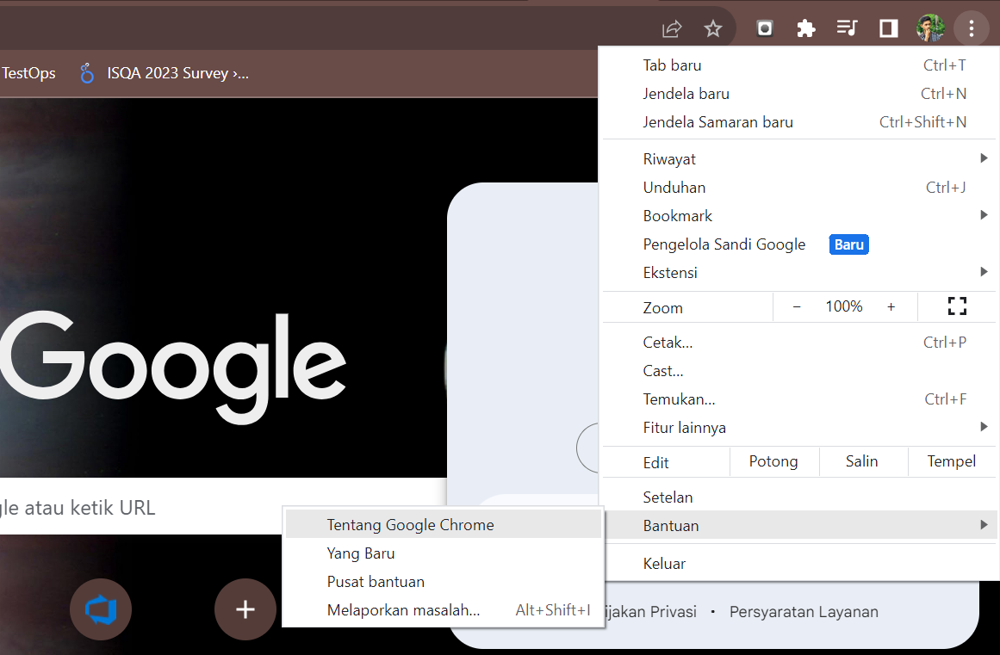 TestOps
ISQA 2023 Survey ›...
Tab baru Ctrl+T
Jendela baru Ctrl+N
Jendela Samaran baru Ctrl+Shift+N
Riwayat
Unduhan Ctrl+J
Bookmark
Pengelola Sandi Google Baru
Ekstensi
Zoom − 100% +
Cetak... Ctrl+P
Cast...
Temukan... Ctrl+F
Fitur lainnya
Edit Potong Salin Tempel
Setelan
Bantuan
Keluar
Google
gle atau ketik URL
Tentang Google Chrome
Yang Baru
Pusat bantuan
Melaporkan masalah... Alt+Shift+I
ijakan Privasi • Persyaratan Layanan